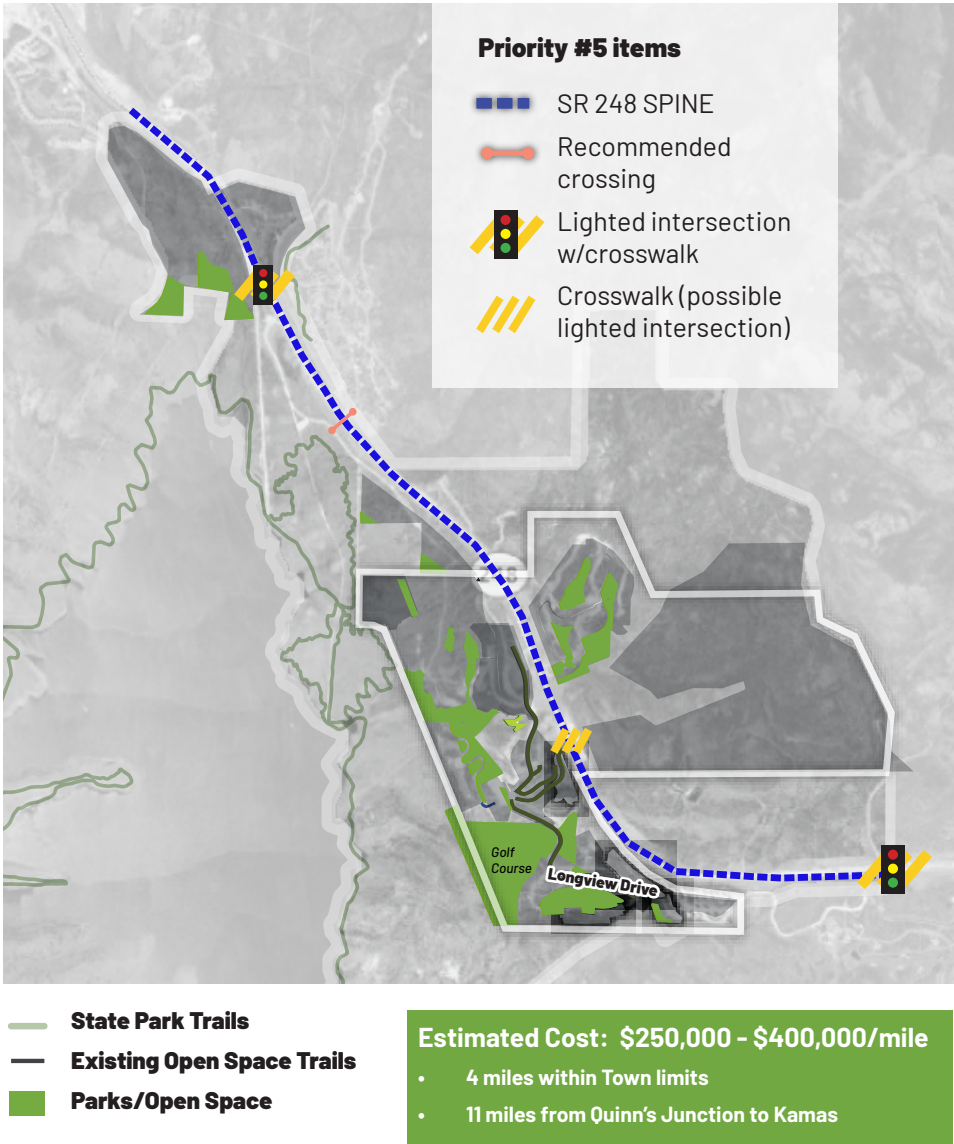 Priority #5 items
SR 248 SPINE
Recommended
crossing
Lighted intersection
w/crosswalk
Crosswalk (possible
lighted intersection)
248
Golf
Course
Longview Drive
State Park Trails
Existing Open Space Trails
Parks/Open Space
Estimated Cost: $250,000 - $400,000/mile
• 4 miles within Town limits
• 11 miles from Quinn's Junction to Kamas